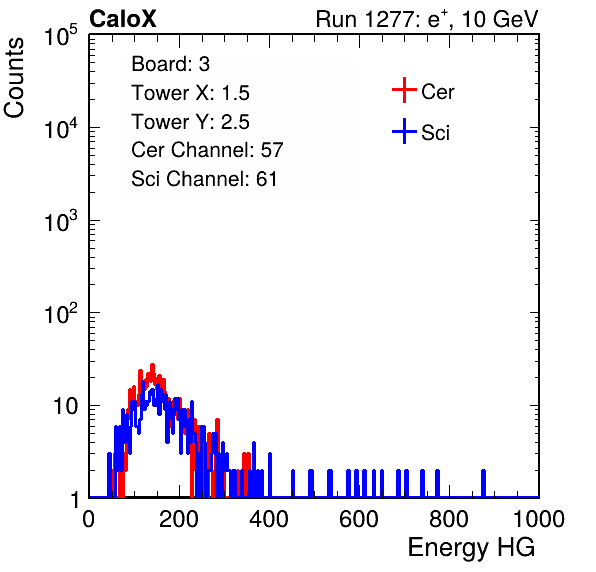 CaloX Run 1277: e⁺, 10 GeV
Counts
Board: 3
Tower X: 1.5
Tower Y: 2.5
Cer Channel: 57
Sci Channel: 61
Cer
Sci
10⁵
10⁴
10³
10²
10
1
0 200 400 600 800 1000
Energy HG